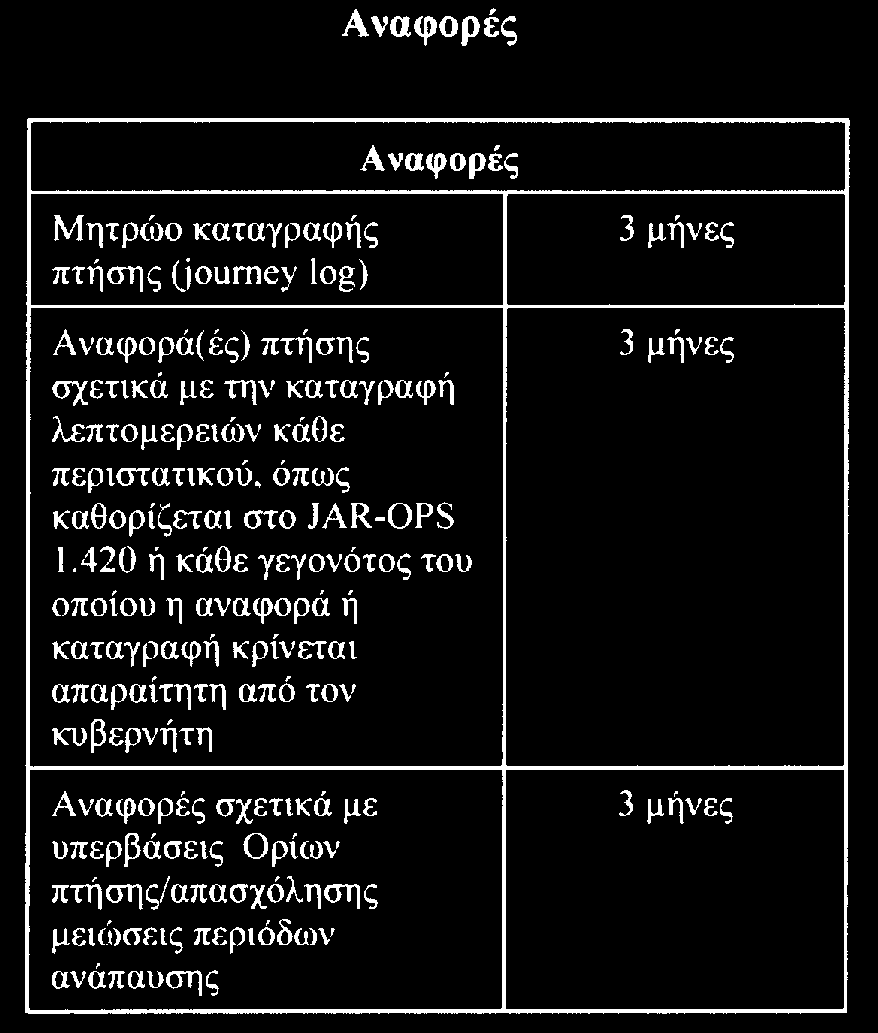 Αναφορές
Αναφορές
Μητρώο καταγραφής
πτήσης (journey log)
3 μήνες
Αναφορά(ές) πτήσης
σχετικά με την καταγραφή
λεπτομερειών κάθε
περιστατικού, όπως
καθορίζεται στο JAR-OPS
1.420 ή κάθε γεγονότος του
οποίου η αναφορά ή
καταγραφή κρίνεται
απαραίτητη από τον
κυβερνήτη
3 μήνες
Αναφορές σχετικά με
υπερβάσεις Ορίων
πτήσης/απασχόλησης
μειώσεις περιόδων
ανάπαυσης
3 μήνες